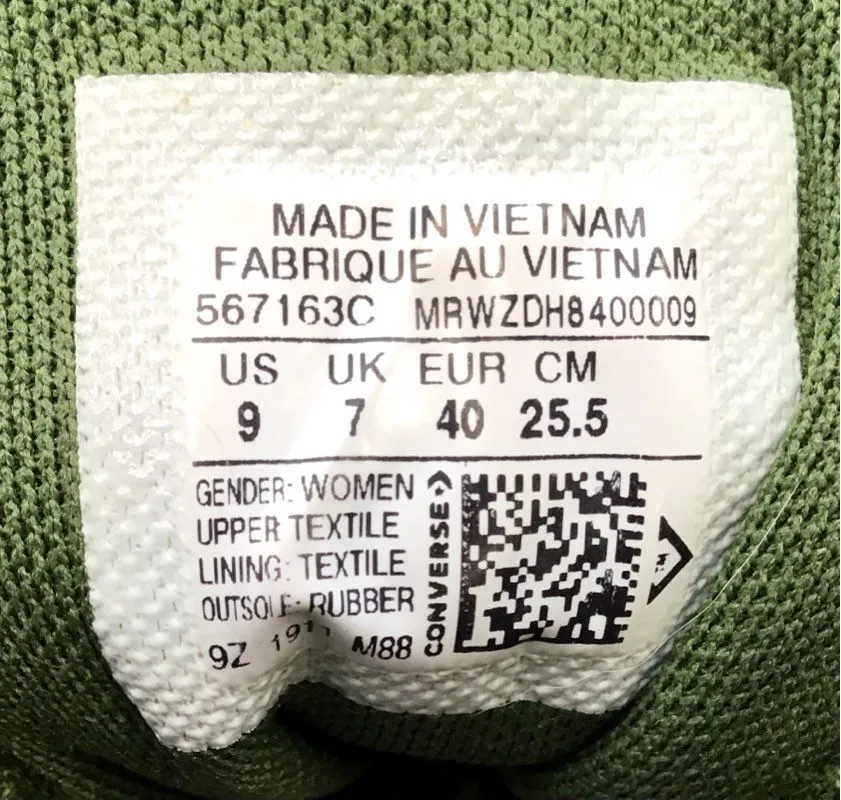 MADE IN VIETNAM
FABRIQUE AU VIETNAM
567163C MRWZDH8400009
US UK EUR CM
9 7 40 25.5
GENDER: WOMEN
UPPER TEXTILE
LINING: TEXTILE
OUTSOLE: RUBBER
9Z M88
CONVERSE